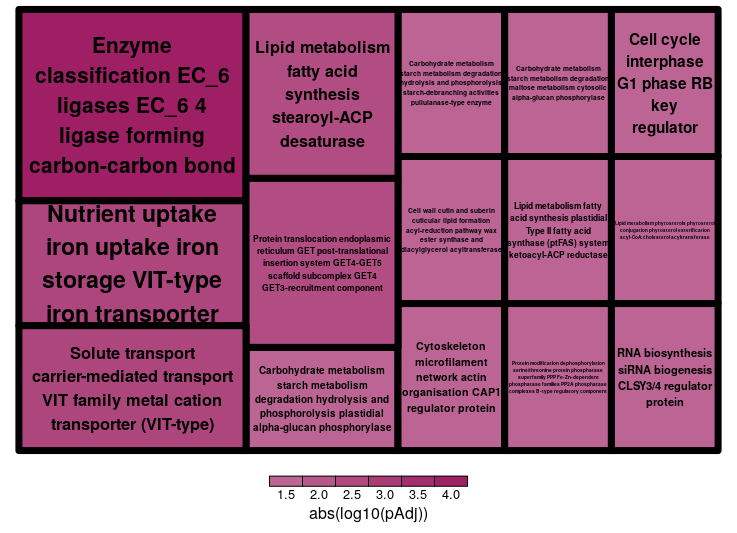 Enzyme
classification EC_6
ligases EC_6 4
ligase forming
carbon-carbon bond
Nutrient uptake
iron uptake iron
storage VIT-type
iron transporter
Solute transport
carrier-mediated transport
VIT family metal cation
transporter (VIT-type)
Lipid metabolism
fatty acid
synthesis
stearoyl-ACP
desaturase
Protein translocation endoplasmic
reticulum GET post-translational
insertion system GET4-GET5
scaffold subcomplex GET4
GET3-recruitment component
Carbohydrate metabolism
starch metabolism
degradation hydrolysis and
phosphorolysis plastidial
alpha-glucan phosphorylase
Carbohydrate metabolism
starch metabolism degradation
hydrolysis and phosphorolysis
starch-debranching activities
pullulanase-type enzyme
Cell wall cutin and suberin
cuticular lipid formation
acyl-reduction pathway wax
ester synthase and
diacylglycerol acyltransferase
Cytoskeleton
microfilament
network actin
organisation CAP1
regulator protein
Carbohydrate metabolism
starch metabolism degradation
maltose metabolism cytosolic
alpha-glucan phosphorylase
Lipid metabolism fatty
acid synthesis plastidial
Type II fatty acid
synthase (ptFAS) system
ketoacyl-ACP reductase
Protein modification dephosphorylation
serine/threonine protein phosphatase
superfamily PPP Fe-Zn-dependent
phosphatase families PP2A phosphatase
complexes B-type regulatory component
Cell cycle
interphase
G1 phase RB
key
regulator
Lipid metabolism phytosterols phytosterol
conjugation phytosterol esterification
acyl-CoA:cholesterol acyltransferase
RNA biosynthesis
siRNA biogenesis
CLSY3/4 regulator
protein
1.5 2.0 2.5 3.0 3.5 4.0
abs(log10(pAdj))